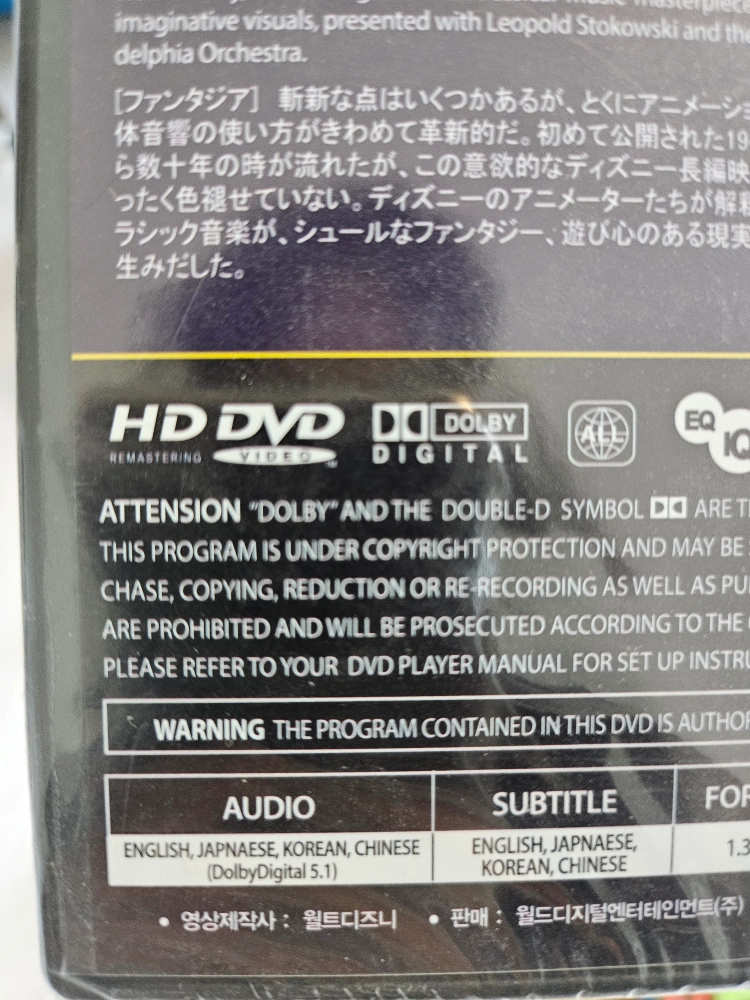 imaginative visuals, presented with Leopold Stokowski and the
delphia Orchestra.
[ファンタジア] 斬新な点はいくつかあるが、とくにアニメーショ
体音響の使い方がきわめて革新的だ。初めて公開された19
ら数十年の時が流れたが、この意欲的なディズニー長編映
ったく色褪せていない。ディズニーのアニメーターたちが解
ラシック音楽が、シュールなファンタジー、遊び心のある現実
生みだした。
HD DVD DOLBY ALL EQ IQ
REMASTERING VIDEO DIGITAL
ATTENSION "DOLBY" AND THE DOUBLE-D SYMBOL ARE
THIS PROGRAM IS UNDER COPYRIGHT PROTECTION AND MAY BE
CHASE, COPYING, REDUCTION OR RE-RECORDING AS WELL AS PU
ARE PROHIBITED AND WILL BE PROSECUTED ACCORDING TO THE
PLEASE REFER TO YOUR DVD PLAYER MANUAL FOR SET UP INSTRU
WARNING THE PROGRAM CONTAINED IN THIS DVD IS AUTHOR
AUDIO SUBTITLE FOR
ENGLISH, JAPNAESE, KOREAN, CHINESE ENGLISH, JAPNAESE, 1.3
(DolbyDigital 5.1) KOREAN, CHINESE
• 영상제작사 : 월트디즈니 • 판매 : 월드디지털엔터테인먼트(주)